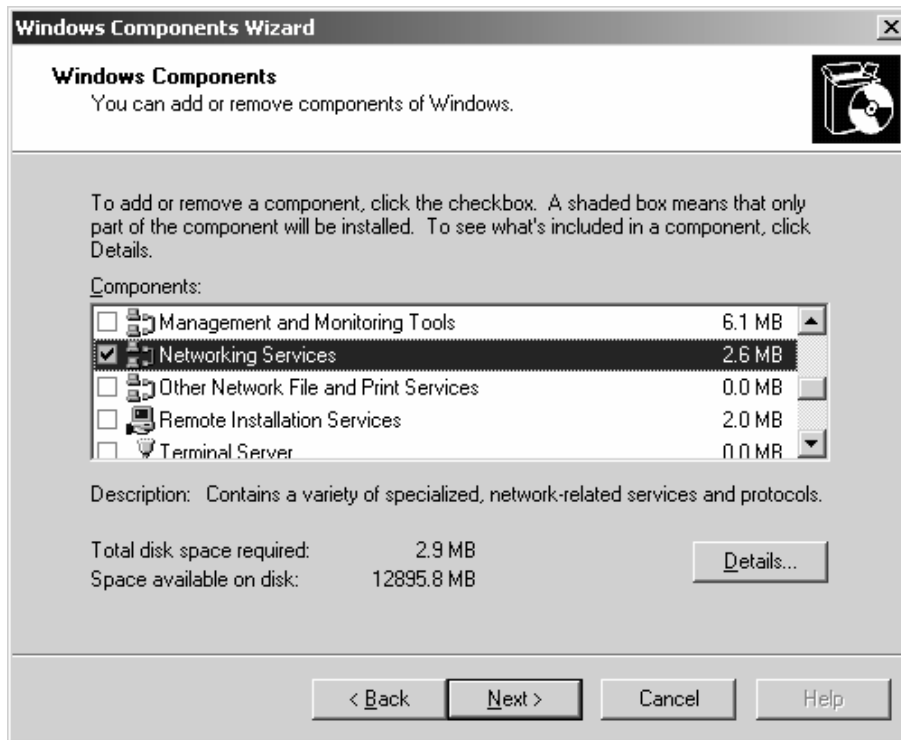 Windows Components Wizard
Windows Components
You can add or remove components of Windows.
To add or remove a component, click the checkbox. A shaded box means that only
part of the component will be installed. To see what's included in a component, click
Details.
Components:
Management and Monitoring Tools 6.1 MB
Networking Services 2.6 MB
Other Network File and Print Services 0.0 MB
Remote Installation Services 2.0 MB
Terminal Server 0.0 MB
Description: Contains a variety of specialized, network-related services and protocols.
Total disk space required: 2.9 MB
Space available on disk: 12895.8 MB
Details...
< Back Next > Cancel Help